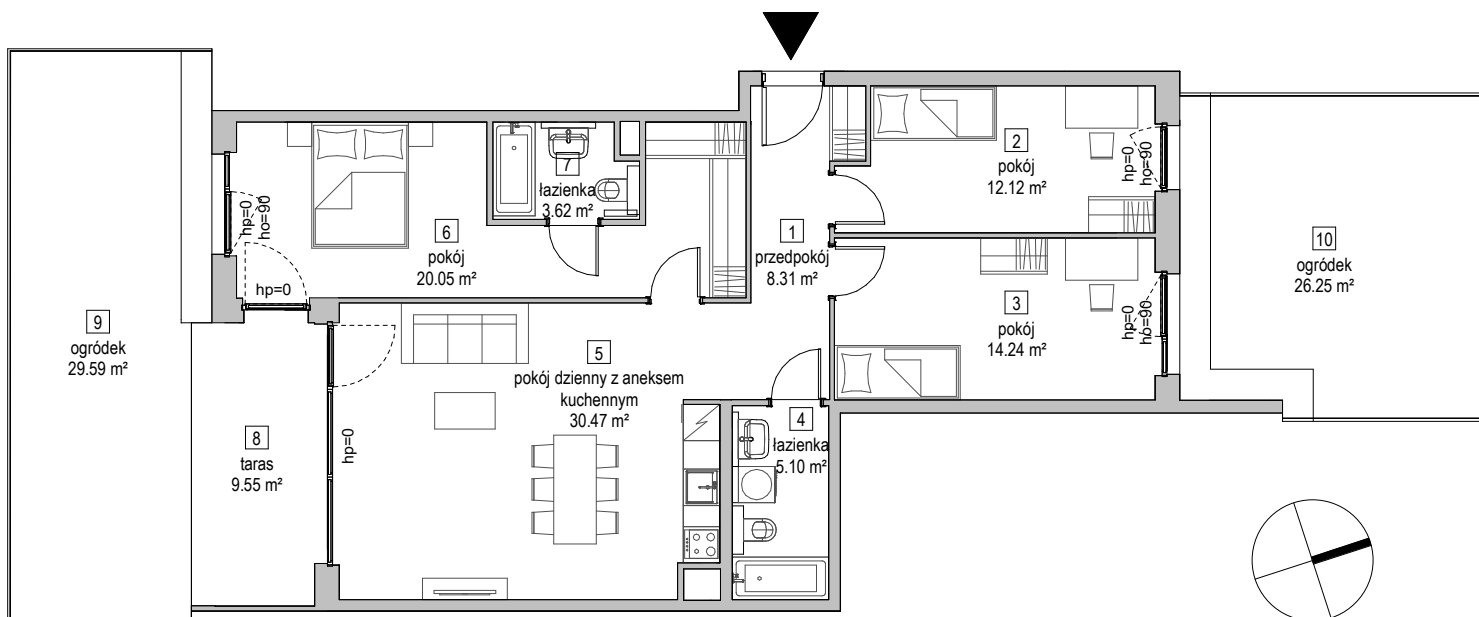 1
przedpokój
8.31 m²
2
pokój
12.12 m²
hp=0
ho=90
3
pokój
14.24 m²
hp=0
ho=90
4
łazienka
5.10 m²
5
pokój dzienny z aneksem
kuchennym
30.47 m²
hp=0
6
pokój
20.05 m²
hp=0
ho=90
hp=0
7
łazienka
3.62 m²
8
taras
9.55 m²
9
ogródek
29.59 m²
10
ogródek
26.25 m²